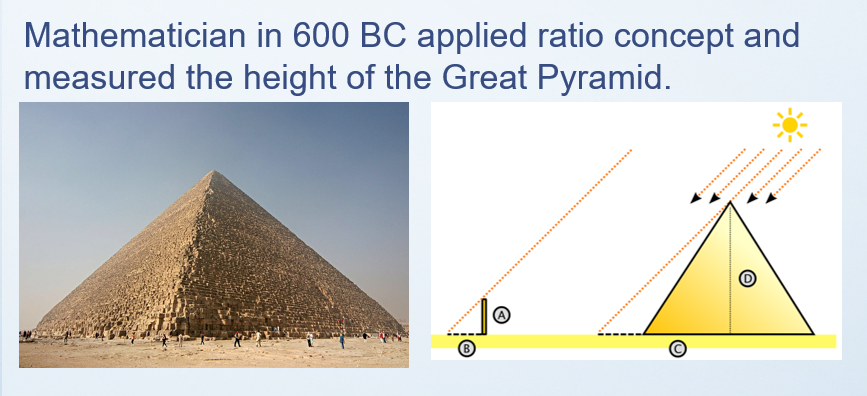 Mathematician in 600 BC applied ratio concept and
measured the height of the Great Pyramid.
A
D
B
C